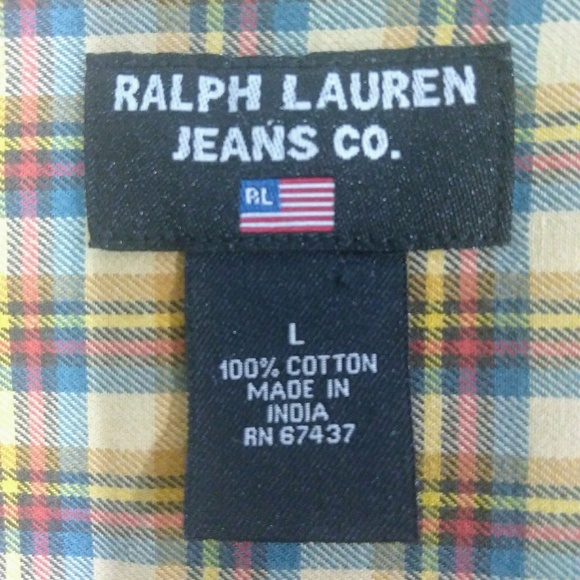 RALPH LAUREN
JEANS CO.
RL
L
100% COTTON
MADE IN
INDIA
RN 67437